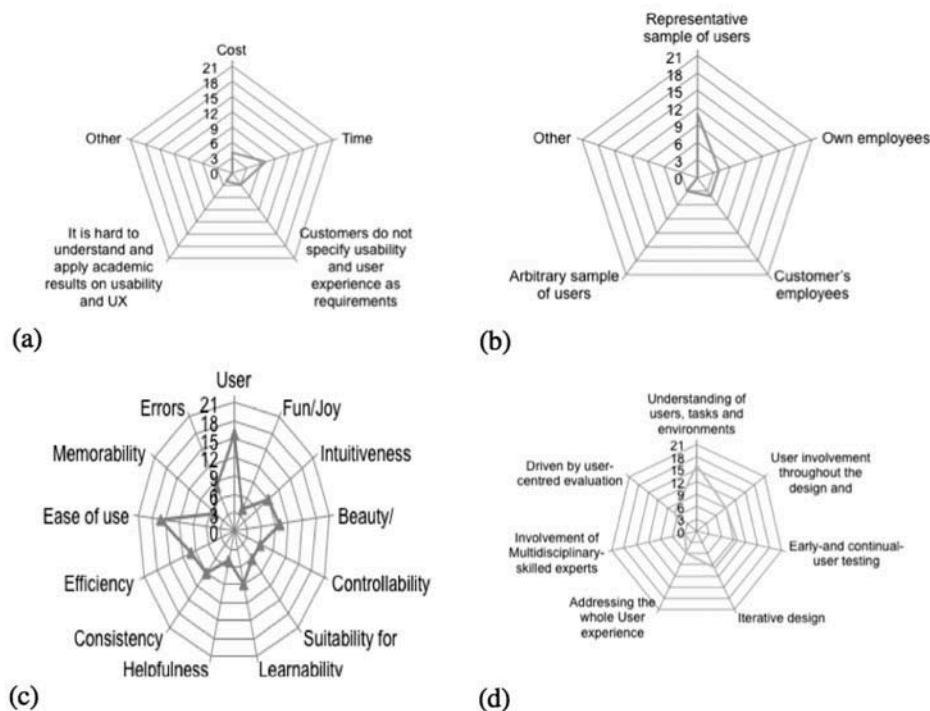 Cost
21
18
15
12
9
6
3
0
Other
Time
It is hard to
understand and
apply academic
results on usability
and UX
Customers do not
specify usability
and user
experience as
requirements
(a)
Representative
sample of users
21
18
15
12
9
6
3
0
Other
Own employees
Arbitrary sample
of users
Customer's
employees
(b)
User
21
18
15
12
9
6
3
0
Errors
Fun/Joy
Memorability
Intuitiveness
Ease of use
Beauty/
Efficiency
Controllability
Consistency
Suitability for
Helpfulness
Learnability
(c)
Understanding of
users, tasks and
environments
21
18
15
12
9
6
3
0
Driven by user-
centred evaluation
User involvement
throughout the
design and
Involvement of
Multidisciplinary-
skilled experts
Early-and continual-
user testing
Addressing the
whole User
experience
Iterative design
(d)